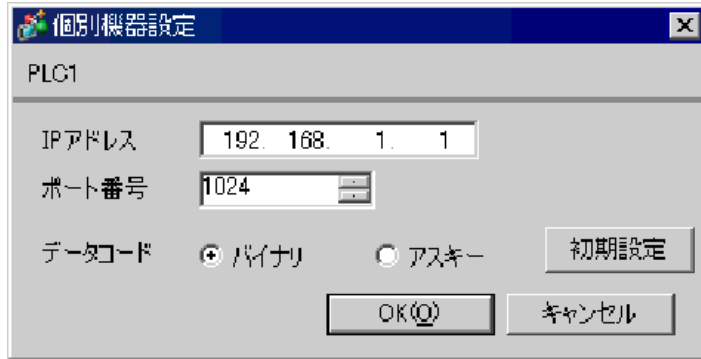 個別機器設定
PLC1
IPアドレス 192. 168. 1. 1
ポート番号 1024
データコード バイナリ アスキー 初期設定
OK(O) キャンセル